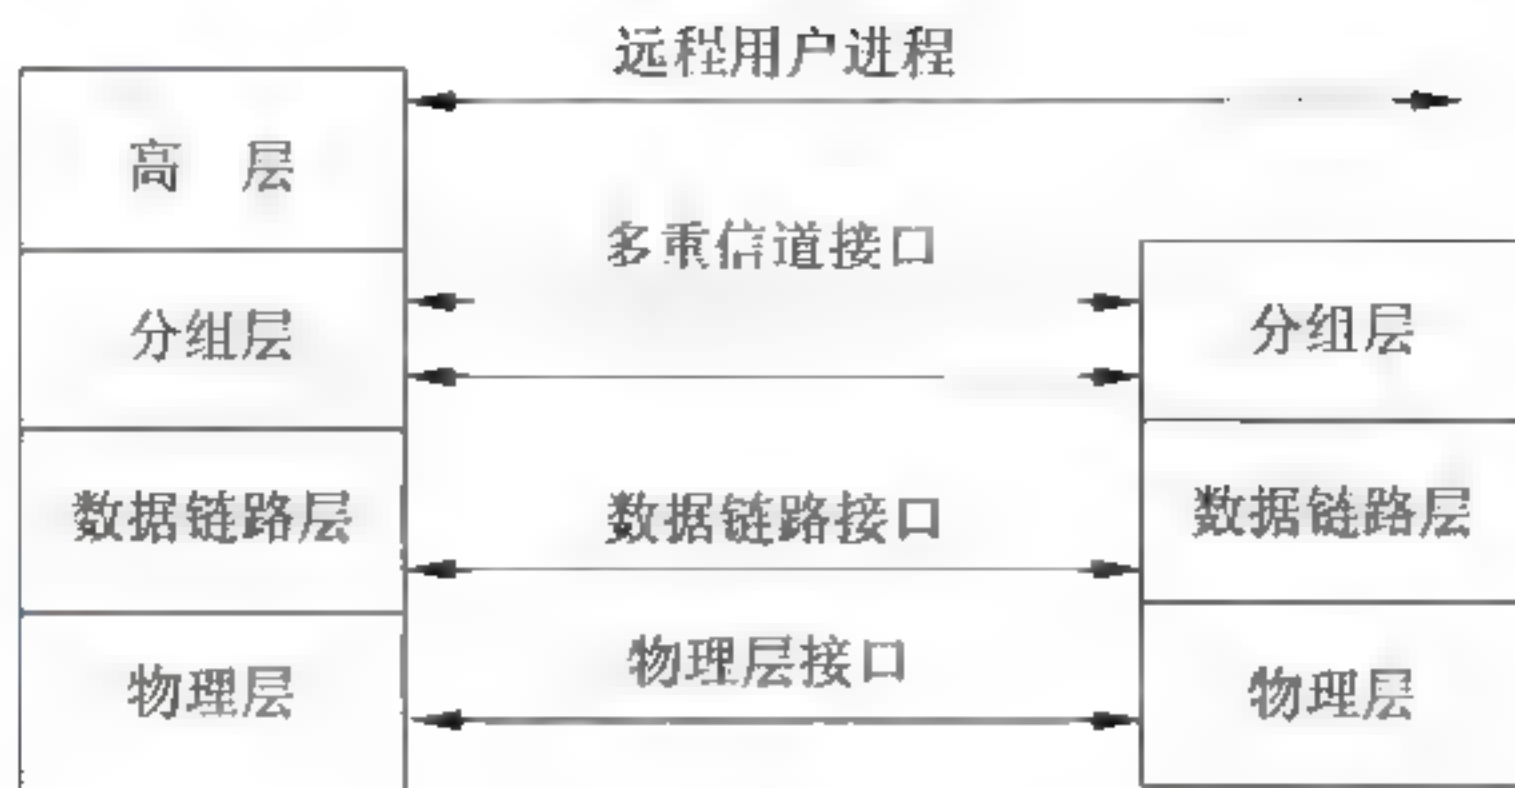 远程用户进程
高 层
多重信道接口
分组层
分组层
数据链路层
数据链路接口
数据链路层
物理层接口
物理层
物理层